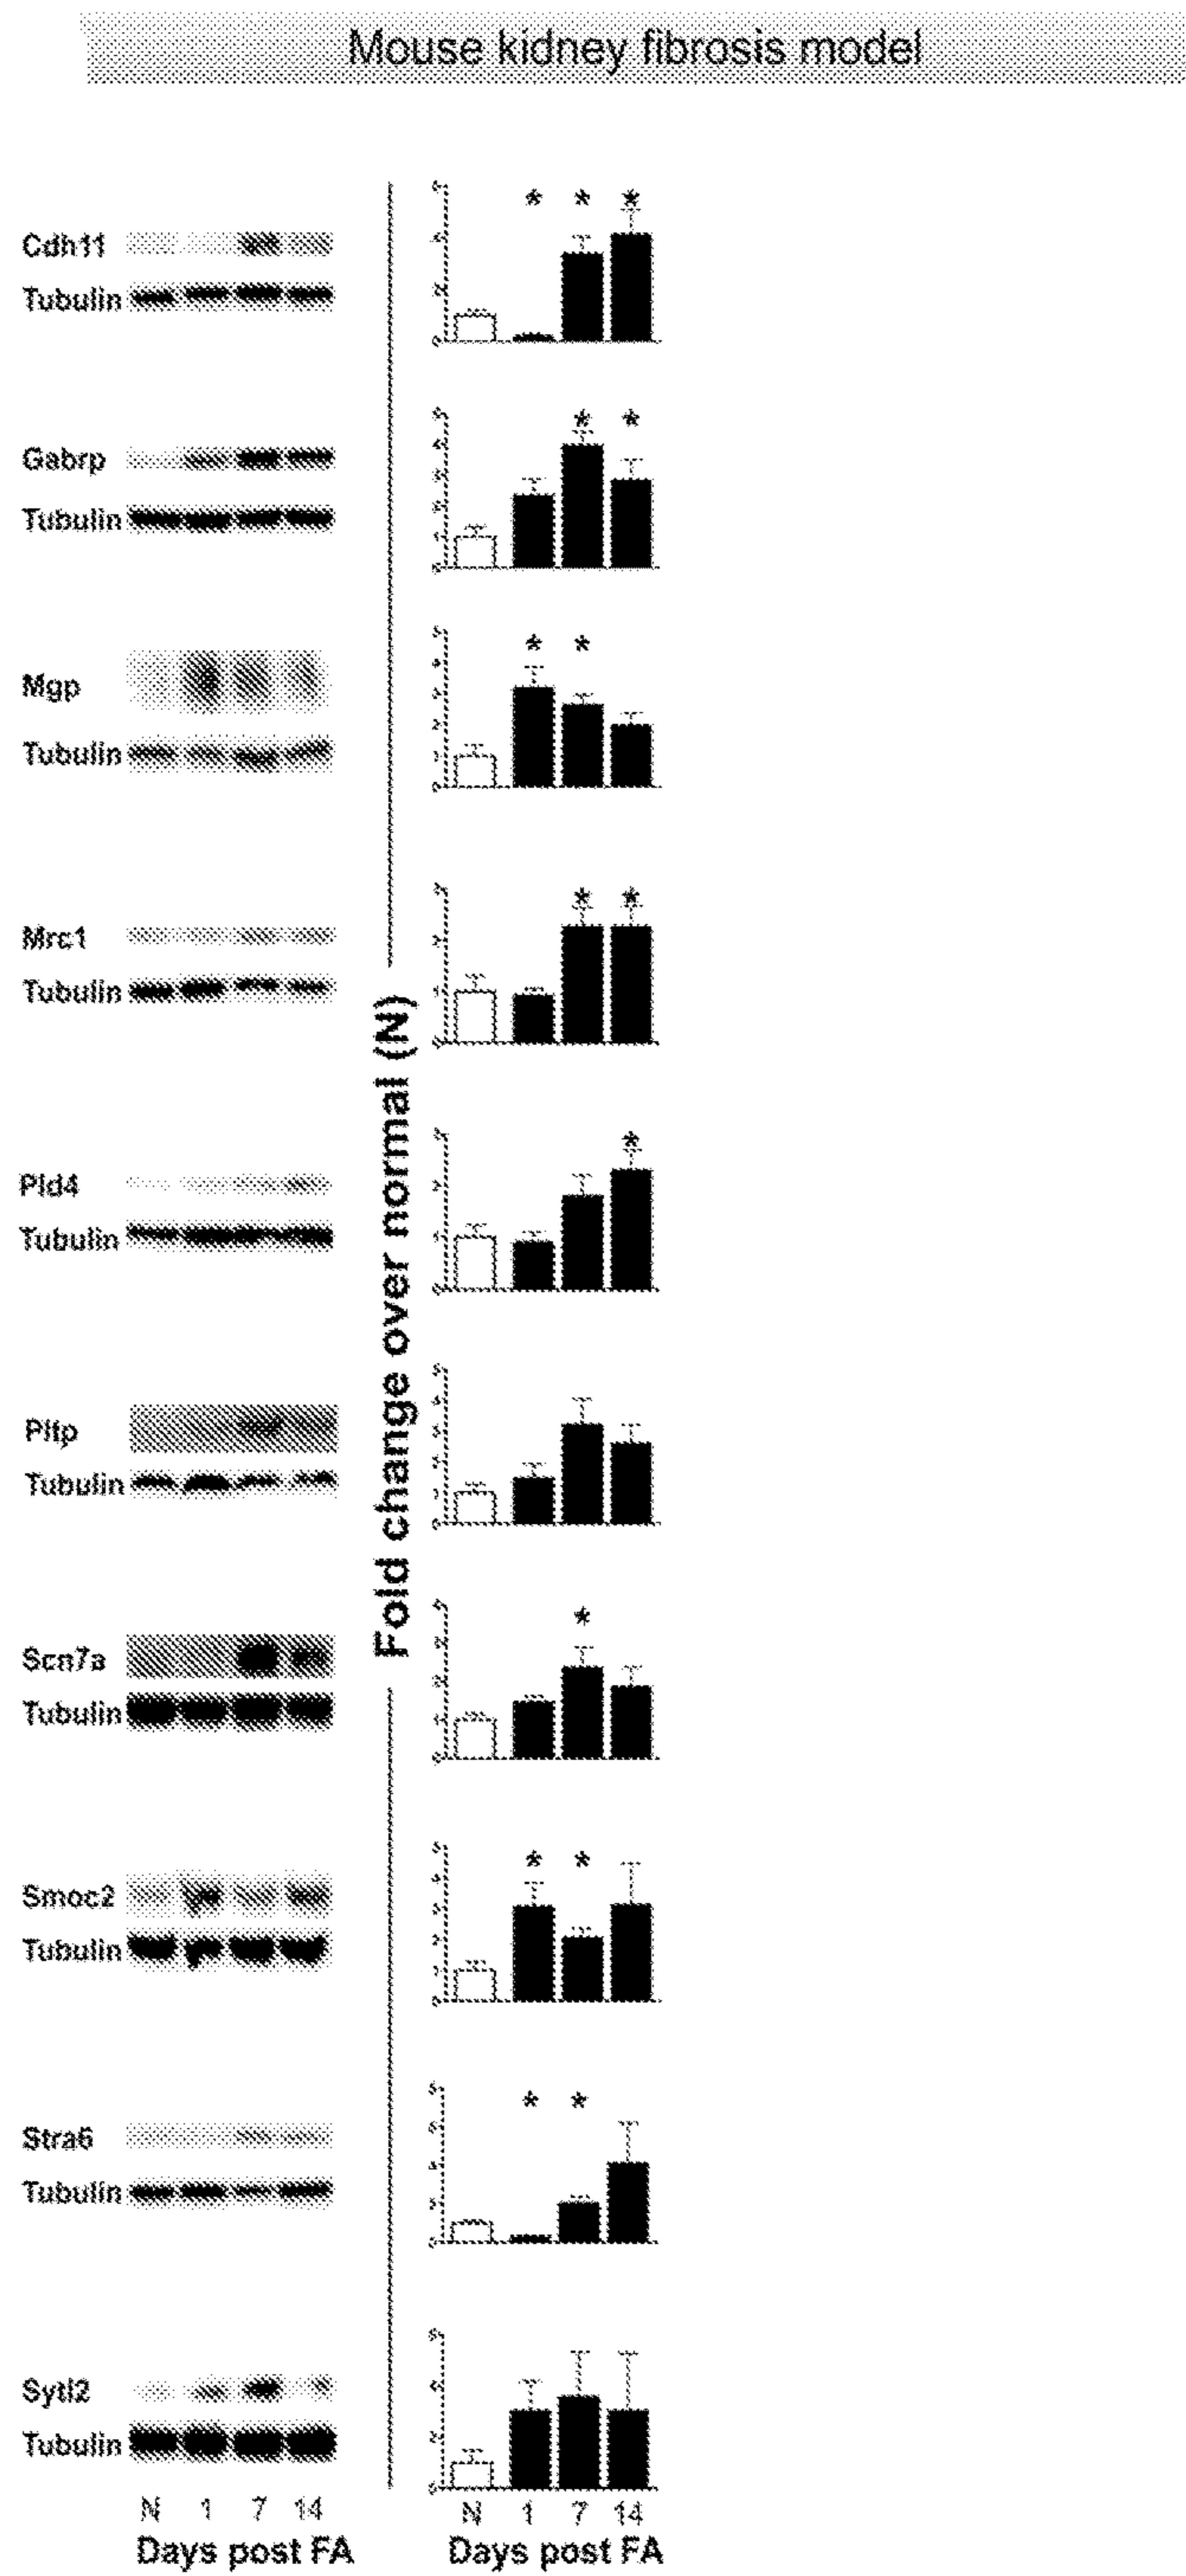 Mouse kidney fibrosis model
Cdh11
Tubulin
Gabrp
Tubulin
Mgp
Tubulin
Mrc1
Tubulin
Pld4
Tubulin
Pltp
Tubulin
Scn7a
Tubulin
Smoc2
Tubulin
Stra6
Tubulin
Sytl2
Tubulin
N 1 7 14
Days post FA
Fold change over normal (N)
* * *
* *
* *
* *
*
*
* *
* *
N 1 7 14
Days post FA